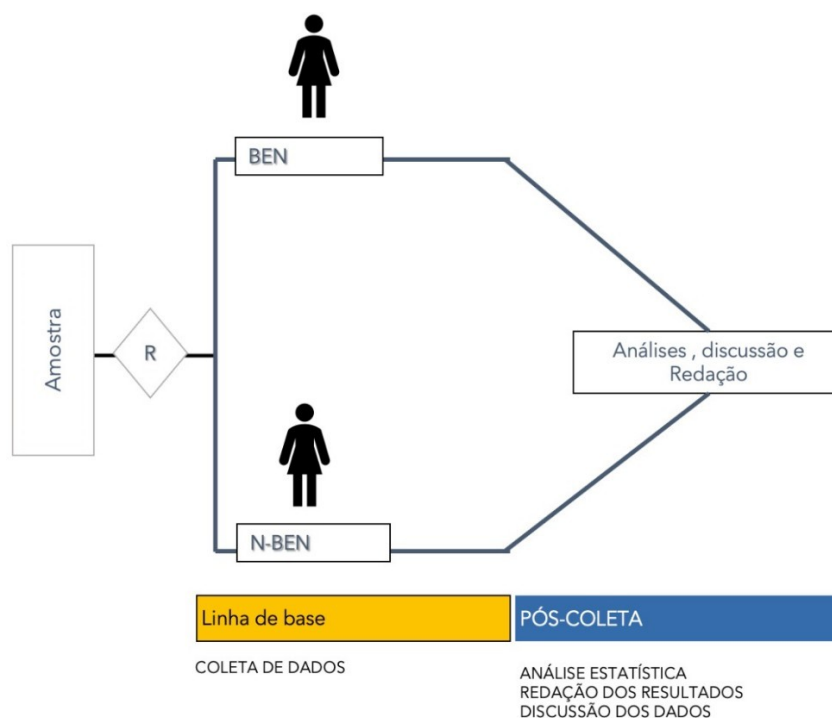 BEN
Amostra
R
Análises , discussão e
Redação
N-BEN
Linha de base
PÓS-COLETA
COLETA DE DADOS
ANÁLISE ESTATÍSTICA
REDAÇÃO DOS RESULTADOS
DISCUSSÃO DOS DADOS